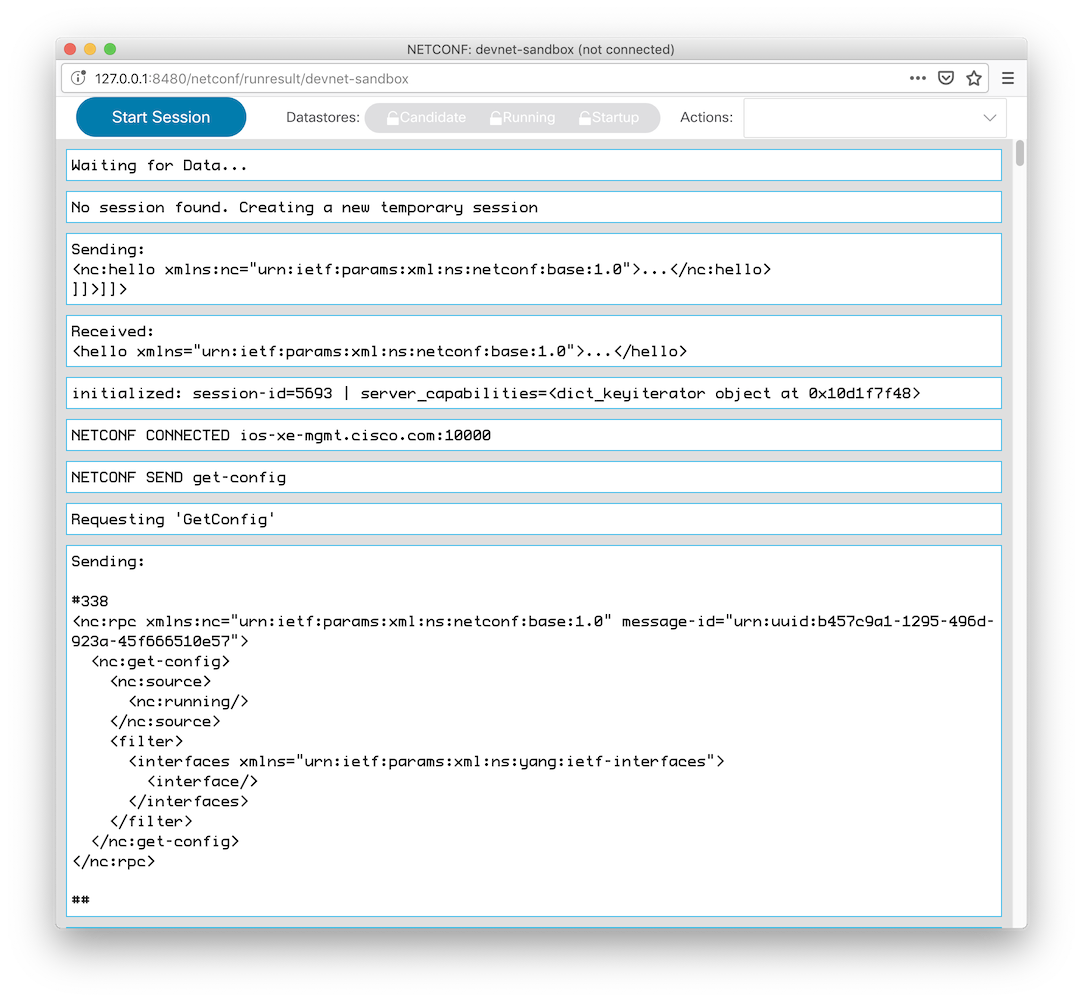 NETCONF: devnet-sandbox (not connected)
127.0.0.1:8480/netconf/runresult/devnet-sandbox
Start Session Datastores: Candidate Running Startup Actions:
Waiting for Data...
No session found. Creating a new temporary session
Sending:
<nc:hello xmlns:nc="urn:ietf:params:xml:ns:netconf:base:1.0">...</nc:hello>
]]>]]>
Received:
<hello xmlns="urn:ietf:params:xml:ns:netconf:base:1.0">...</hello>
initialized: session-id=5693 | server_capabilities=<dict_keyiterator object at 0x10d1f7f48>
NETCONF CONNECTED ios-xe-mgmt.cisco.com:10000
NETCONF SEND get-config
Requesting 'GetConfig'
Sending:
#338
<nc:rpc xmlns:nc="urn:ietf:params:xml:ns:netconf:base:1.0" message-id="urn:uuid:b457c9a1-1295-496d-
923a-45f666510e57">
  <nc:get-config>
    <nc:source>
      <nc:running/>
    </nc:source>
    <filter>
      <interfaces xmlns="urn:ietf:params:xml:ns:yang:ietf-interfaces">
        <interface/>
      </interfaces>
    </filter>
  </nc:get-config>
</nc:rpc>
##